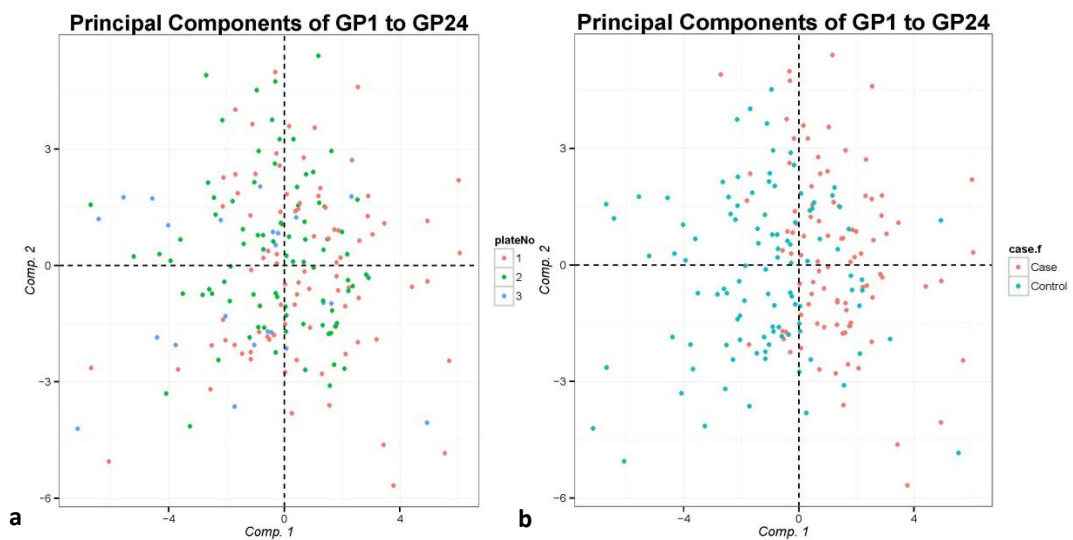 Principal Components of GP1 to GP24
Comp. 2
3
0
−3
−6
−4
0
4
Comp. 1
plateNo
1
2
3
a
Principal Components of GP1 to GP24
Comp. 2
3
0
−3
−6
−4
0
4
Comp. 1
case.f
Case
Control
b